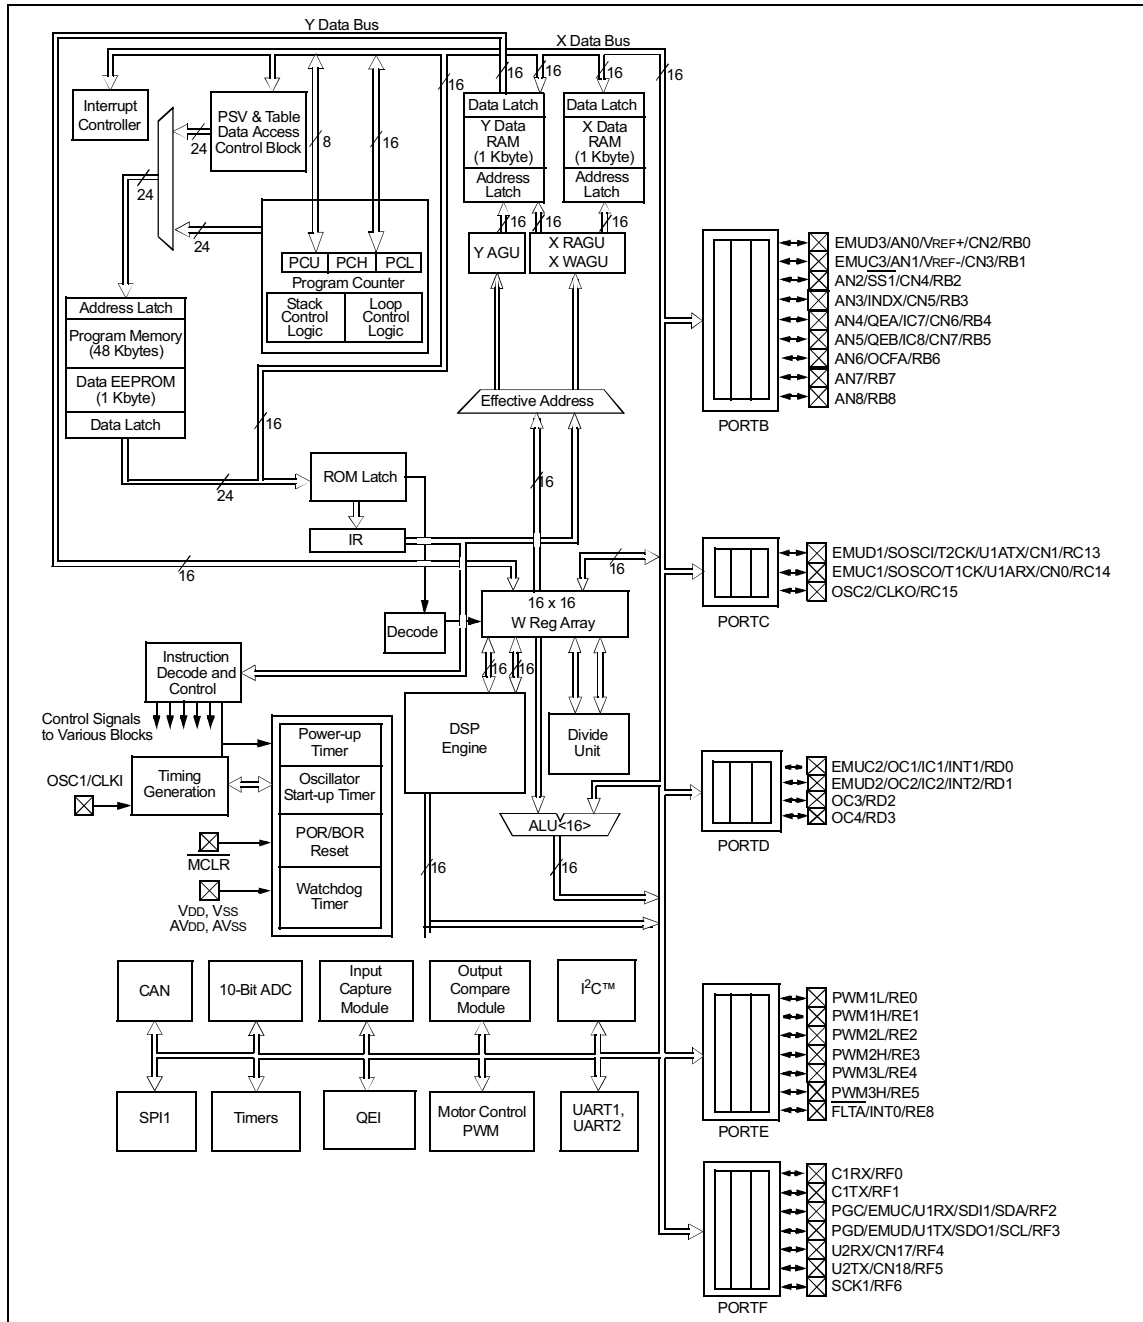 Y Data Bus
X Data Bus
16
16
16
16
16
16
Interrupt
Controller
PSV & Table
Data Access
Control Block
24
8
16
Data Latch
Y Data
RAM
(1 Kbyte)
Address
Latch
Data Latch
X Data
RAM
(1 Kbyte)
Address
Latch
24
24
16
16
16
Y AGU
X RAGU
X WAGU
PCU
PCH
PCL
Program Counter
Stack
Control
Logic
Loop
Control
Logic
Address Latch
Program Memory
(48 Kbytes)
Data EEPROM
(1 Kbyte)
Data Latch
Effective Address
16
24
ROM Latch
16
IR
16
16
16 x 16
W Reg Array
Decode
Instruction
Decode and
Control
16
16
Control Signals
to Various Blocks
DSP
Engine
Divide
Unit
Power-up
Timer
OSC1/CLKI
Timing
Generation
Oscillator
Start-up Timer
ALU<16>
POR/BOR
Reset
MCLR
16
16
Watchdog
Timer
VDD, VSS
AVDD, AVSS
CAN
10-Bit ADC
Input
Capture
Module
Output
Compare
Module
I2C™
SPI1
Timers
QEI
Motor Control
PWM
UART1,
UART2
EMUD3/AN0/VREF+/CN2/RB0
EMUC3/AN1/VREF-/CN3/RB1
AN2/SS1/CN4/RB2
AN3/INDX/CN5/RB3
AN4/QEA/IC7/CN6/RB4
AN5/QEB/IC8/CN7/RB5
AN6/OCFA/RB6
AN7/RB7
AN8/RB8
PORTB
EMUD1/SOSCI/T2CK/U1ATX/CN1/RC13
EMUC1/SOSCO/T1CK/U1ARX/CN0/RC14
OSC2/CLKO/RC15
PORTC
EMUC2/OC1/IC1/INT1/RD0
EMUD2/OC2/IC2/INT2/RD1
OC3/RD2
OC4/RD3
PORTD
PWM1L/RE0
PWM1H/RE1
PWM2L/RE2
PWM2H/RE3
PWM3L/RE4
PWM3H/RE5
FLTA/INT0/RE8
PORTE
C1RX/RF0
C1TX/RF1
PGC/EMUC/U1RX/SDI1/SDA/RF2
PGD/EMUD/U1TX/SDO1/SCL/RF3
U2RX/CN17/RF4
U2TX/CN18/RF5
SCK1/RF6
PORTF